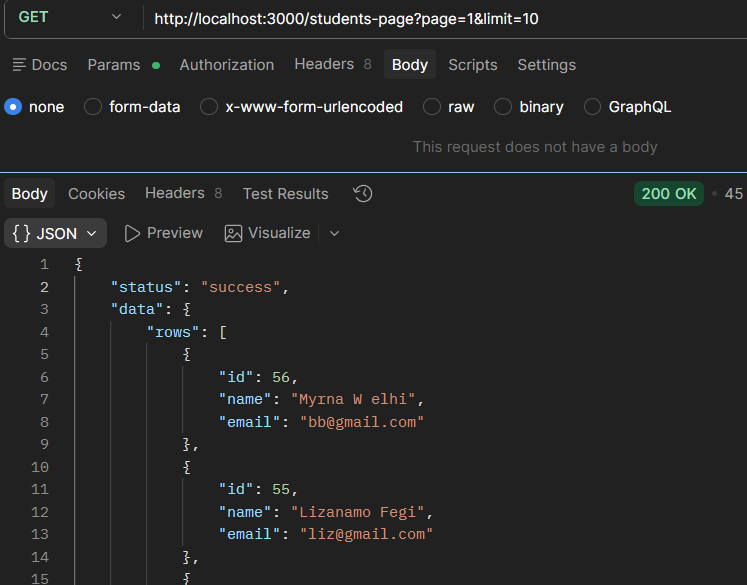 GET http://localhost:3000/students-page?page=1&limit=10
Docs Params Authorization Headers 8 Body Scripts Settings
none form-data x-www-form-urlencoded raw binary GraphQL
This request does not have a body
Body Cookies Headers 8 Test Results 200 OK 45
{} JSON Preview Visualize
1 {
2 "status": "success",
3 "data": {
4 "rows": [
5 {
6 "id": 56,
7 "name": "Myrna W elhi",
8 "email": "bb@gmail.com"
9 },
10 {
11 "id": 55,
12 "name": "Lizanamo Fegi",
13 "email": "liz@gmail.com"
14 },
15 {